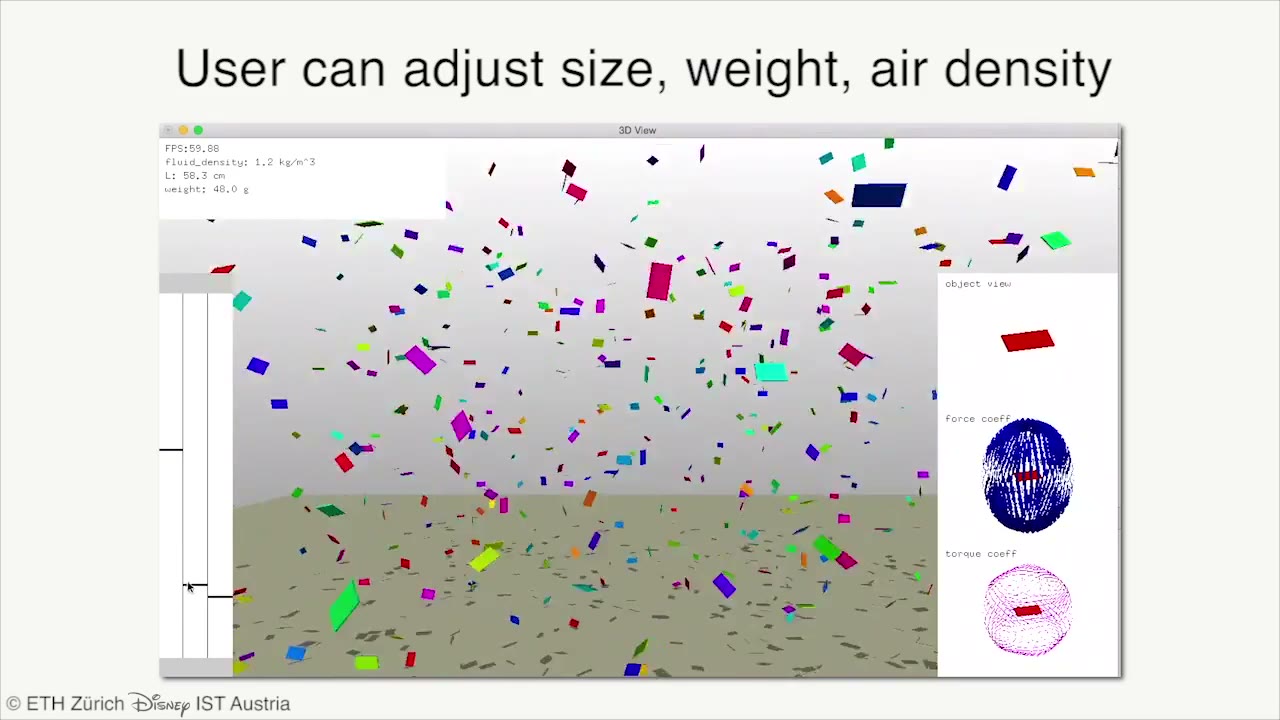 User can adjust size, weight, air density
3D View
FPS:59.88
fluid_density: 1.2 kg/m^3
L: 58.3 cm
weight: 48.0 g
object view
force coeff
torque coeff
© ETH Zürich Disney IST Austria